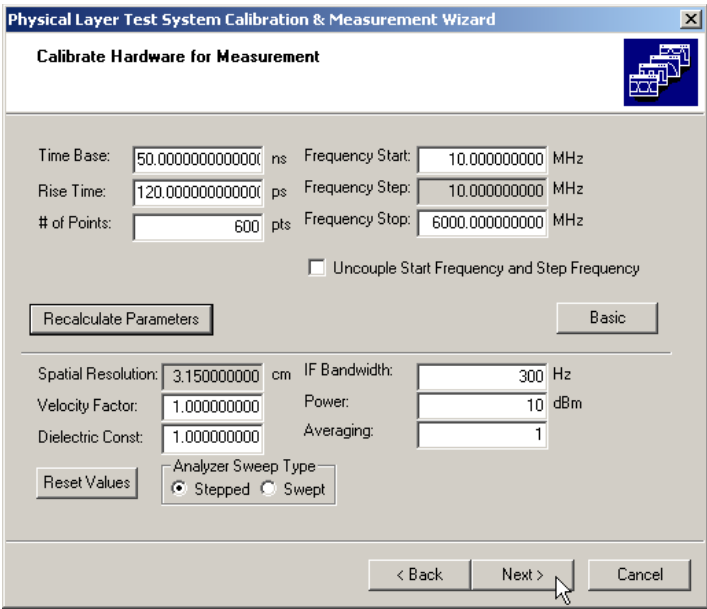 Physical Layer Test System Calibration & Measurement Wizard
Calibrate Hardware for Measurement
Time Base: 50.000000000000( ns Frequency Start: 10.000000000 MHz
Rise Time: 120.00000000000( ps Frequency Step: 10.000000000 MHz
# of Points: 600 pts Frequency Stop: 6000.000000000 MHz
Uncouple Start Frequency and Step Frequency
Recalculate Parameters Basic
Spatial Resolution: 3.150000000 cm IF Bandwidth: 300 Hz
Velocity Factor: 1.000000000 Power: 10 dBm
Dielectric Const: 1.000000000 Averaging: 1
Analyzer Sweep Type
Reset Values Stepped Swept
< Back Next > Cancel